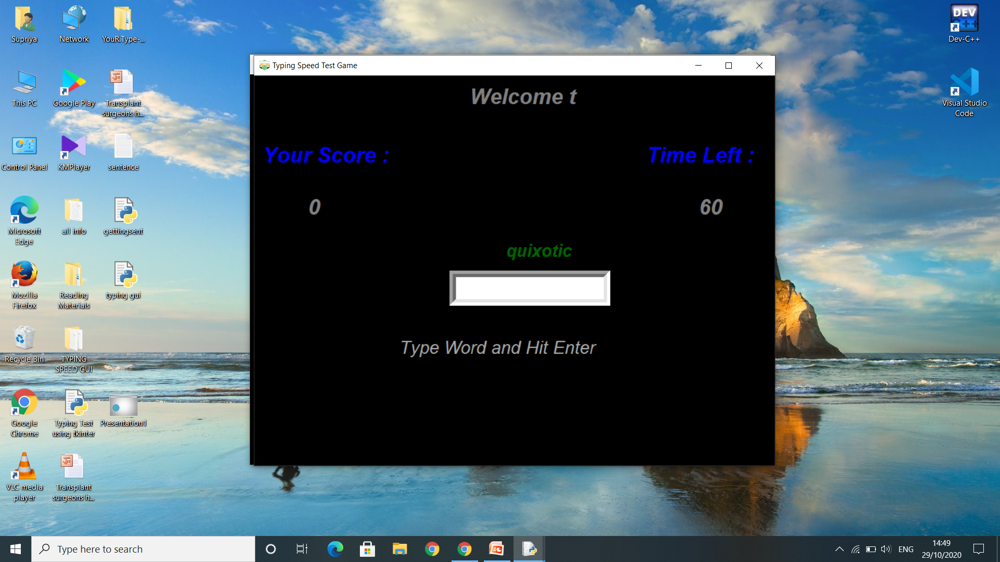 Supriya
Network
YouR.Type-...
This PC
Google Play
Transplant
surgeons h...
Control Panel
KMPlayer
sentence
Microsoft
Edge
all info
gettingsent
Mozilla
Firefox
Reading
Materials
typing gui
Recycle Bin
TYPING
SPEED GUI
Google
Chrome
Typing Test
using tkinter
Presentation1
VLC media
player
Transplant
surgeons h...
Typing Speed Test Game
Welcome t
Your Score :
Time Left :
0
60
quixotic
Type Word and Hit Enter
DEV
C++
Dev-C++
Visual Studio
Code
Type here to search
ENG
14:49
29/10/2020